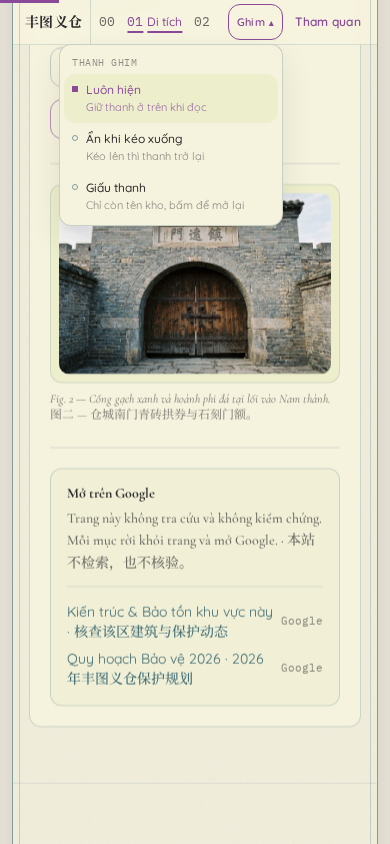 丰图义仓 00 01 Di tích 02 Ghim ▴ Tham quan
THANH GHIM
Luôn hiện
Giữ thanh ở trên khi đọc
Ẩn khi kéo xuống
Kéo lên thì thanh trở lại
Giấu thanh
Chỉ còn tên kho, bấm để mở lại
門遠鎮
Fig. 2 — Cổng gạch xanh và hoành phi đá tại lối vào Nam thành.
图二 — 仓城南门青砖拱券与石刻门额。
Mở trên Google
Trang này không tra cứu và không kiểm chứng.
Mỗi mục rời khỏi trang và mở Google. · 本站
不检索，也不核验。
Kiến trúc & Bảo tồn khu vực này
· 核查该区建筑与保护动态
Google
Quy hoạch Bảo vệ 2026 · 2026
年丰图义仓保护规划
Google